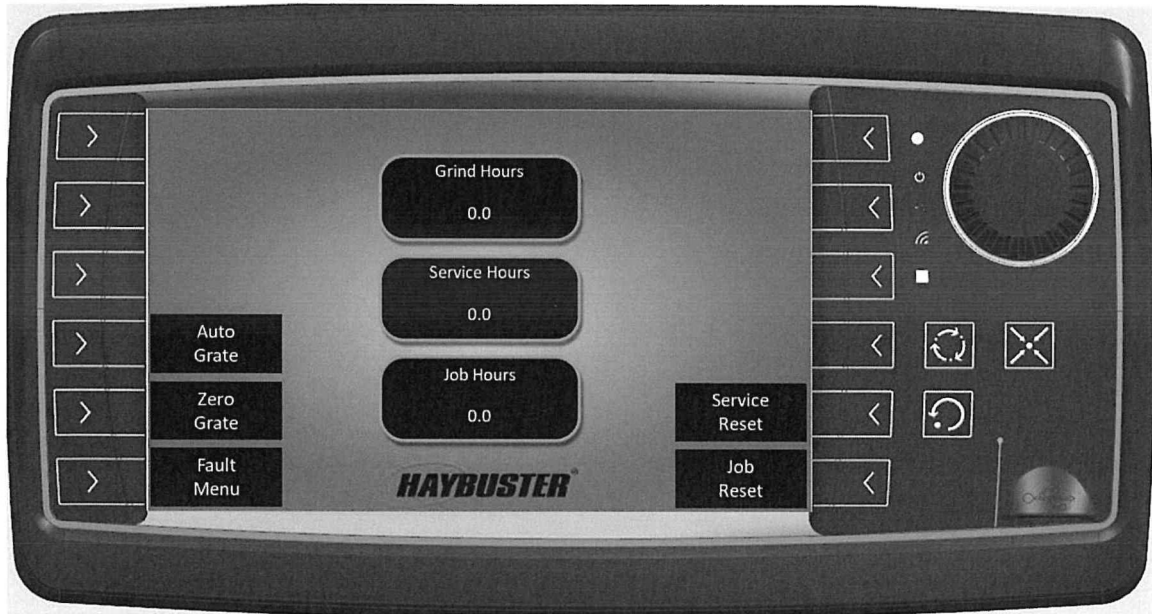 Grind Hours
0.0
Service Hours
0.0
Job Hours
0.0
Auto
Grate
Zero
Grate
Fault
Menu
Service
Reset
Job
Reset
HAYBUSTER®